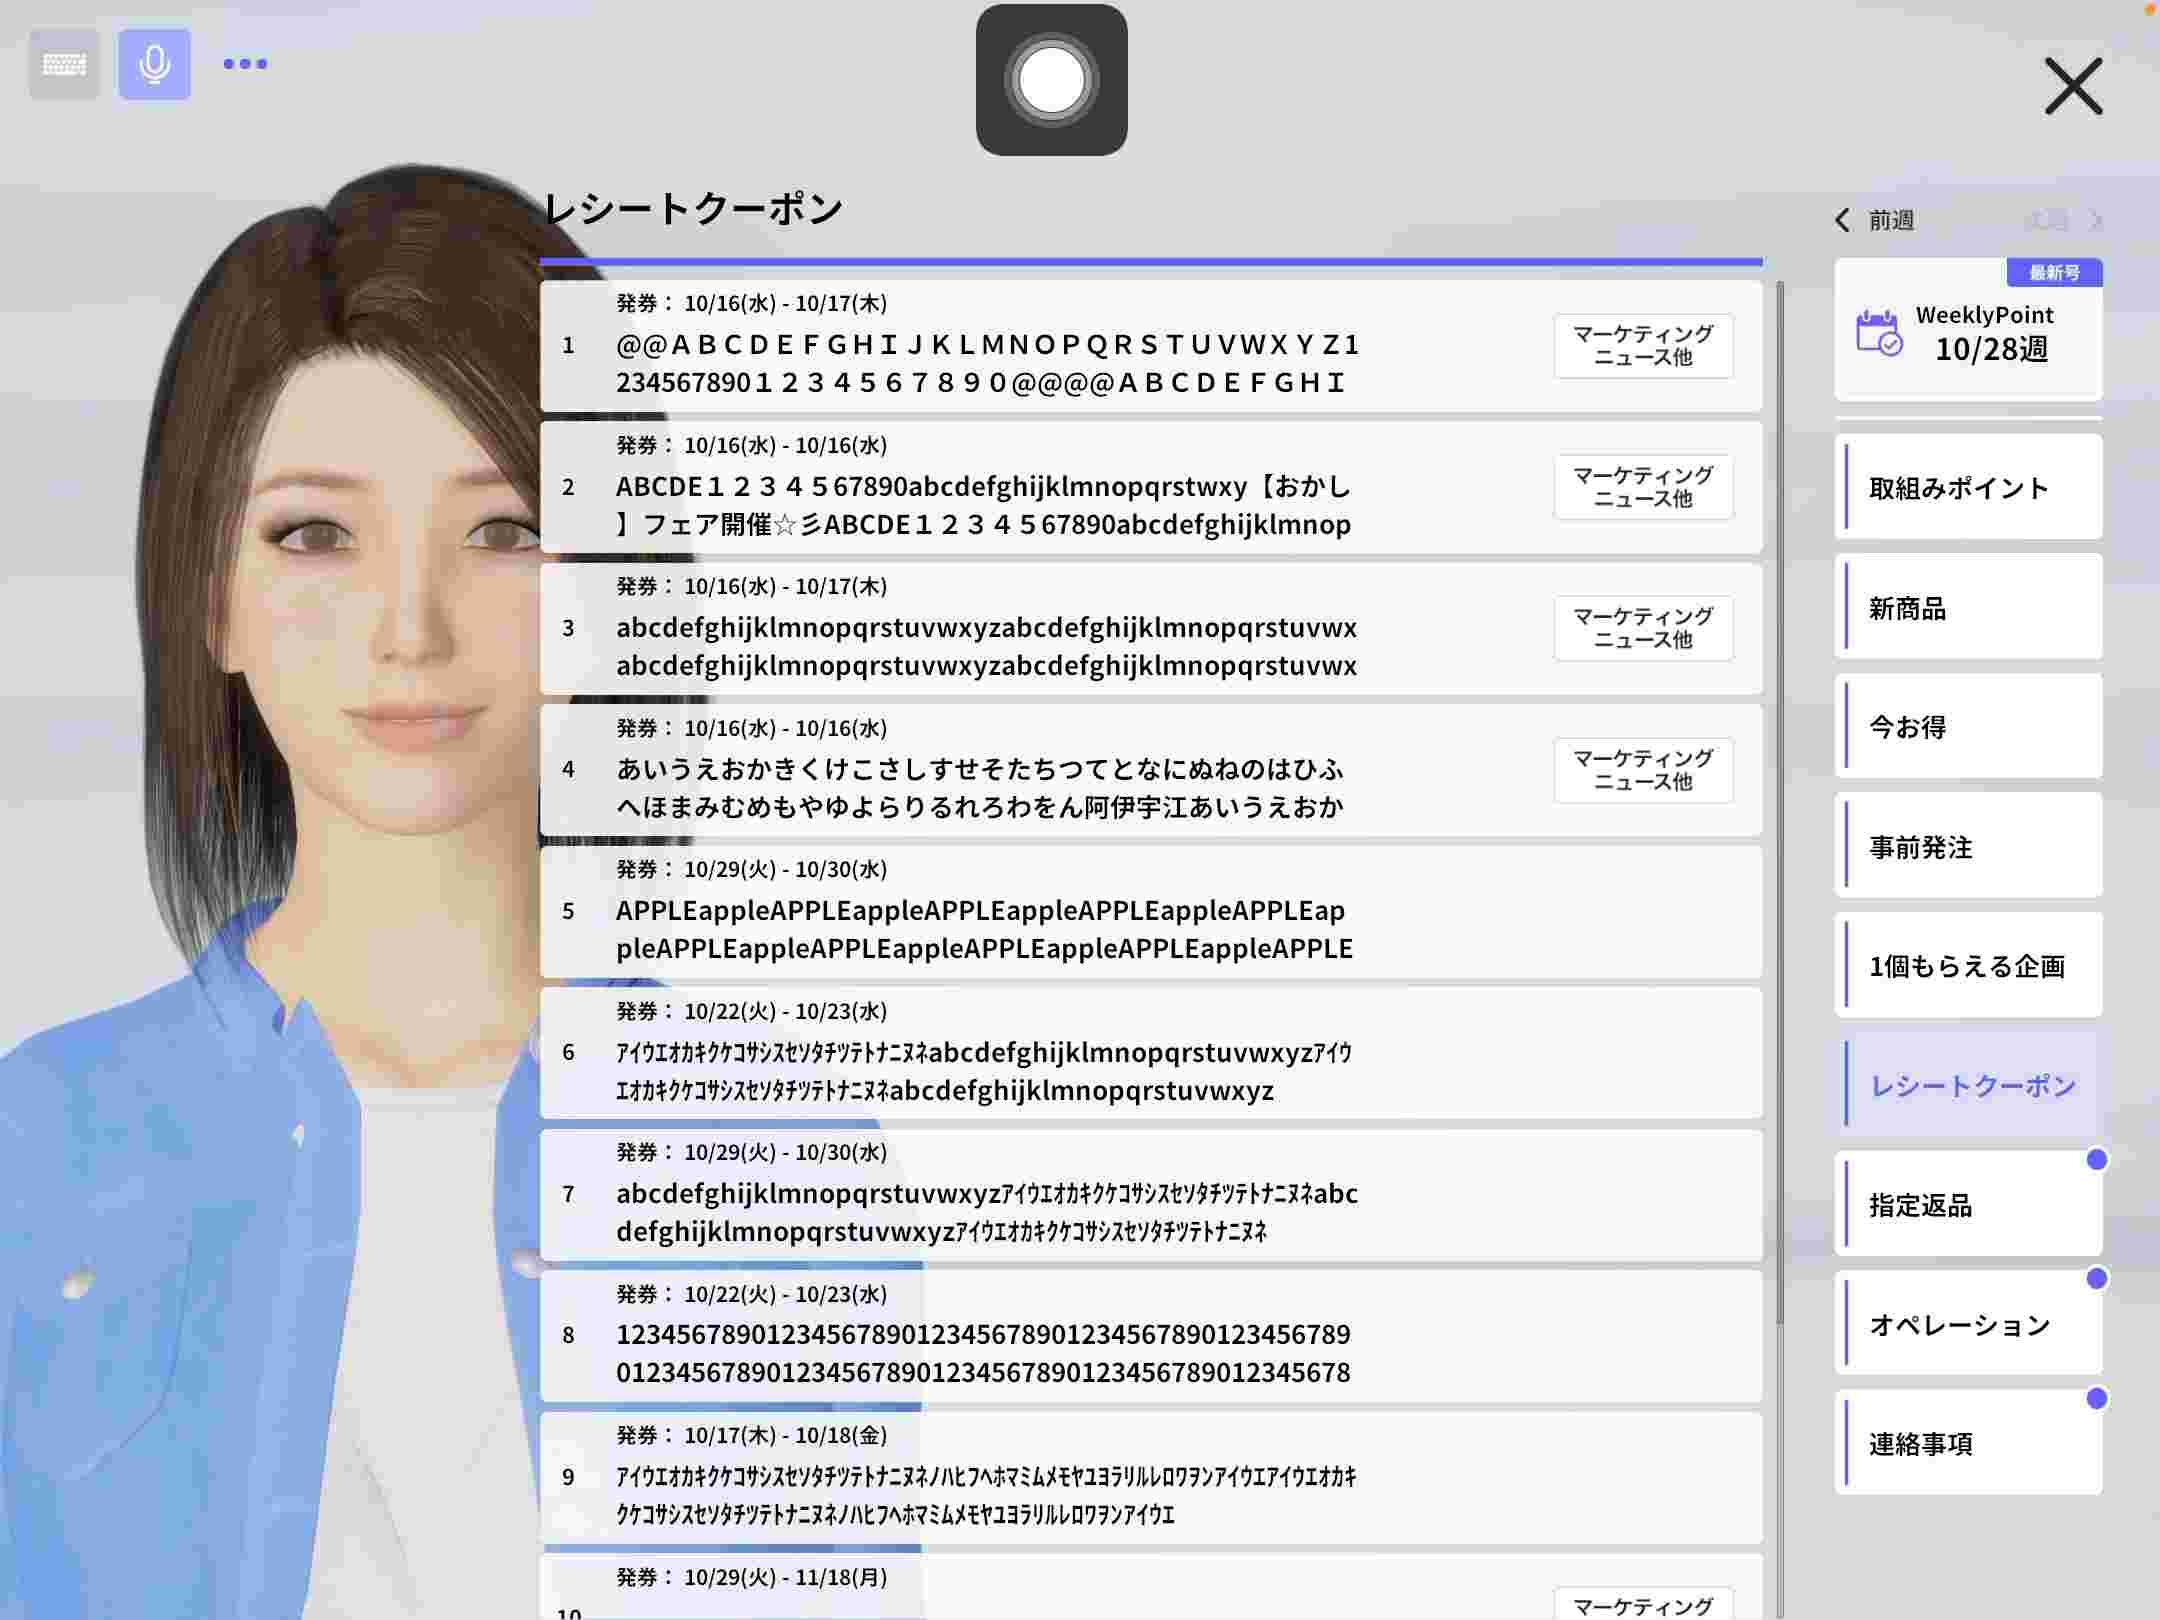 レシートクーポン
発券： 10/16(水) - 10/17(木)
1
@@ＡＢＣＤＥＦＧＨＩＪＫＬＭＮＯＰＱＲＳＴＵＶＷＸＹＺ1
234567890１２３４５６７８９０@@@@ＡＢＣＤＥＦＧＨＩ
マーケティング
ニュース他
発券： 10/16(水) - 10/16(水)
2
ABCDE１２３４５67890abcdefghijklmnopqrstwxy【おかし
】フェア開催☆彡ABCDE１２３４５67890abcdefghijklmnop
マーケティング
ニュース他
発券： 10/16(水) - 10/17(木)
3
abcdefghijklmnopqrstuvwxyzabcdefghijklmnopqrstuvwx
abcdefghijklmnopqrstuvwxyzabcdefghijklmnopqrstuvwx
マーケティング
ニュース他
発券： 10/16(水) - 10/16(水)
4
あいうえおかきくけこさしすせそたちつてとなにぬねのはひふ
へほまみむめもやゆよらりるれろわをん阿伊宇江あいうえおか
マーケティング
ニュース他
発券： 10/29(火) - 10/30(水)
5
APPLEappleAPPLEappleAPPLEappleAPPLEappleAPPLEap
pleAPPLEappleAPPLEappleAPPLEappleAPPLEappleAPPLE
発券： 10/22(火) - 10/23(水)
6
ｱｲｳｴｵｶｷｸｹｺｻｼｽｾｿﾀﾁﾂﾃﾄﾅﾆﾇﾈabcdefghijklmnopqrstuvwxyzｱｲｳ
ｴｵｶｷｸｹｺｻｼｽｾｿﾀﾁﾂﾃﾄﾅﾆﾇﾈabcdefghijklmnopqrstuvwxyz
発券： 10/29(火) - 10/30(水)
7
abcdefghijklmnopqrstuvwxyzｱｲｳｴｵｶｷｸｹｺｻｼｽｾｿﾀﾁﾂﾃﾄﾅﾆﾇﾈabc
defghijklmnopqrstuvwxyzｱｲｳｴｵｶｷｸｹｺｻｼｽｾｿﾀﾁﾂﾃﾄﾅﾆﾇﾈ
発券： 10/22(火) - 10/23(水)
8
1234567890123456789012345678901234567890123456789
0123456789012345678901234567890123456789012345678
発券： 10/17(木) - 10/18(金)
9
ｱｲｳｴｵｶｷｸｹｺｻｼｽｾｿﾀﾁﾂﾃﾄﾅﾆﾇﾈﾉﾊﾋﾌﾍﾎﾏﾐﾑﾒﾓﾔﾕﾖﾗﾘﾙﾚﾛﾜｦﾝｱｲｳｴｱｲｳｴｵｶｷ
ｸｹｺｻｼｽｾｿﾀﾁﾂﾃﾄﾅﾆﾇﾈﾉﾊﾋﾌﾍﾎﾏﾐﾑﾒﾓﾔﾕﾖﾗﾘﾙﾚﾛﾜｦﾝｱｲｳｴ
発券： 10/29(火) - 11/18(月)
10
マーケティング
前週
最新号
WeeklyPoint
10/28週
取組みポイント
新商品
今お得
事前発注
1個もらえる企画
レシートクーポン
指定返品
オペレーション
連絡事項